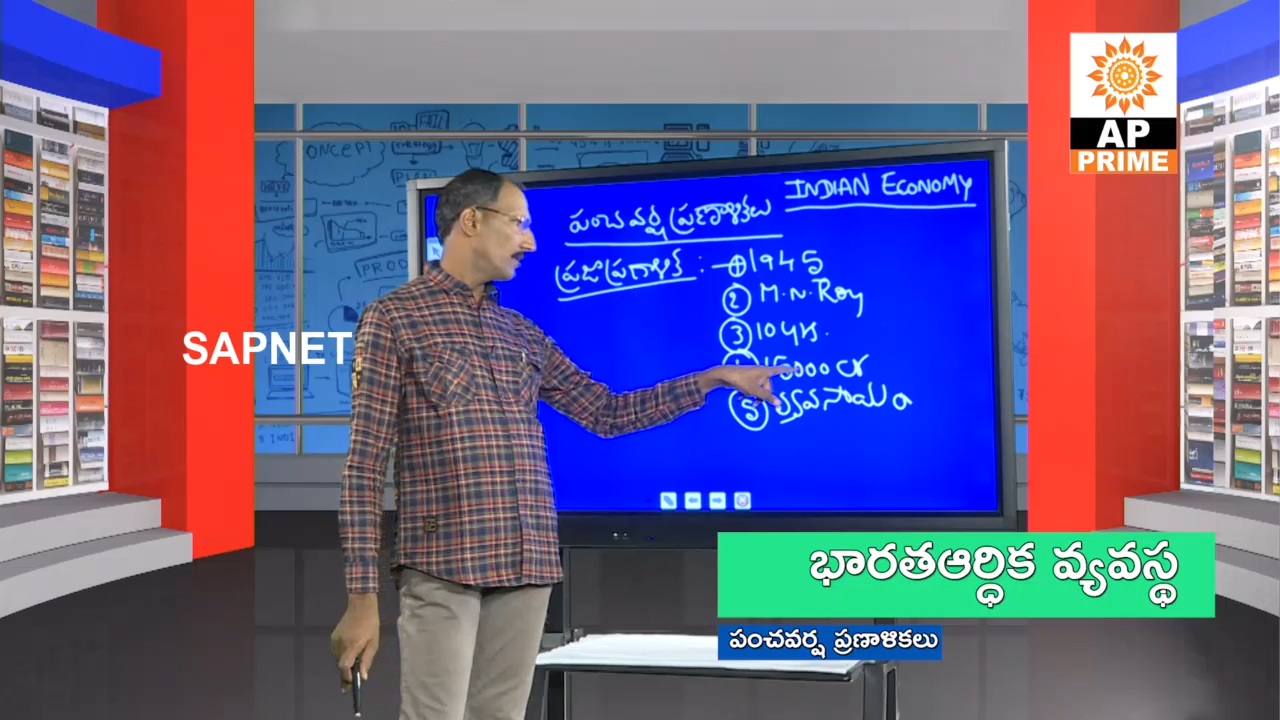 AP
PRIME
INDIAN ECONOMY
పంచవర్ష ప్రణాళికలు
ప్రజాప్రణాళిక : 1945
② M.N. Roy
③ 10 yrs.
15000 cr
⑤ వ్యవసాయం
SAPNET
భారతఆర్ధిక వ్యవస్థ
పంచవర్ష ప్రణాళికలు